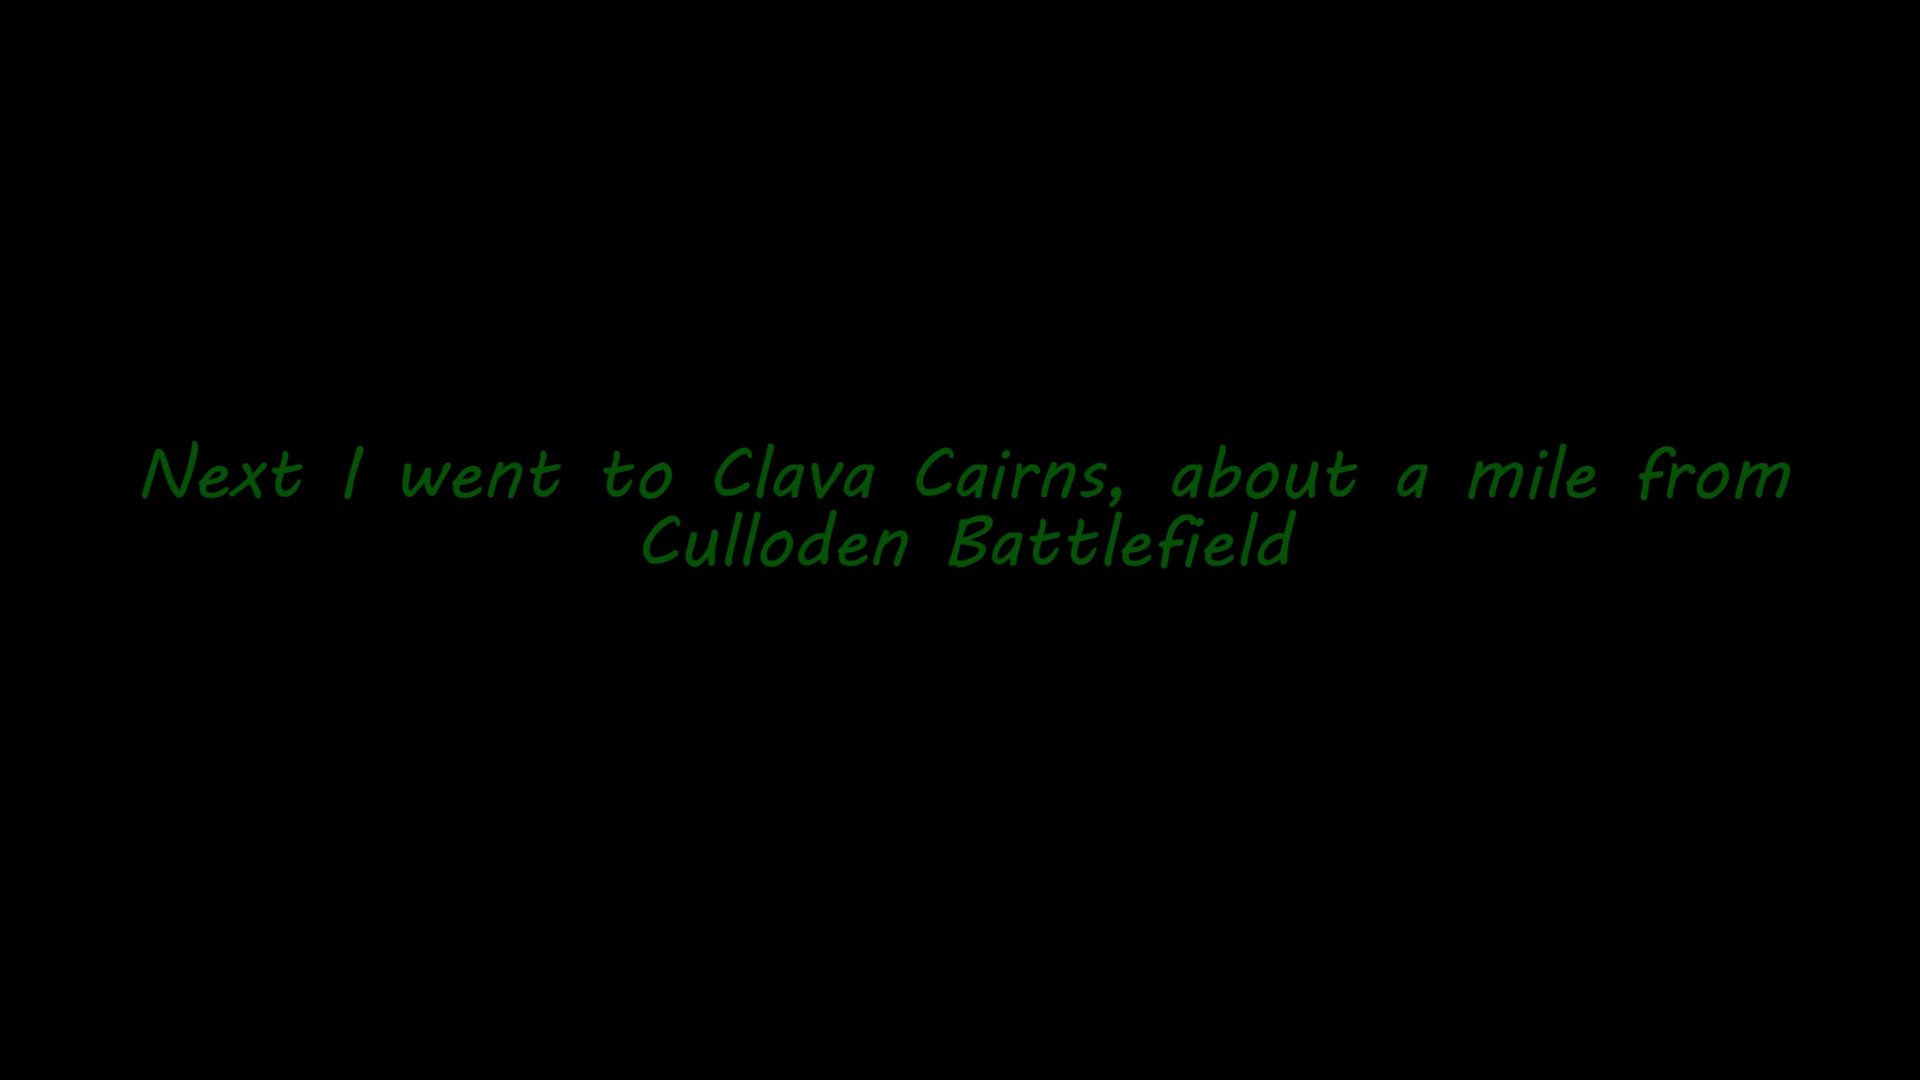 Next I went to Clava Cairns, about a mile from
Culloden Battlefield